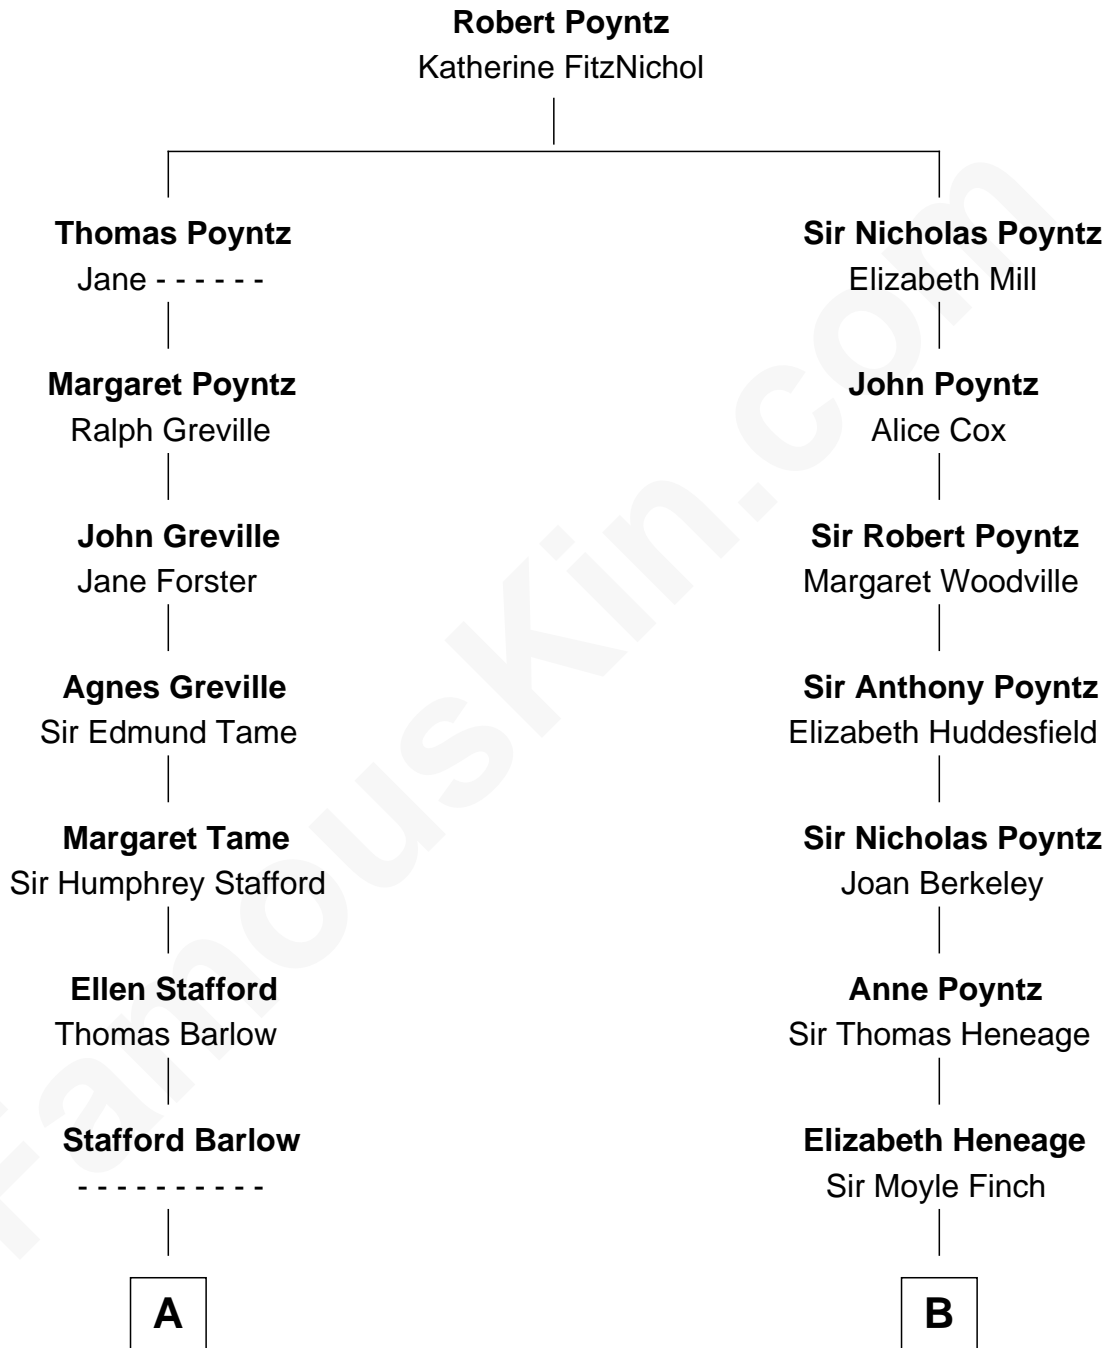 Robert Poyntz
Katherine FitzNichol
Thomas Poyntz
Jane - - - - - -
Sir Nicholas Poyntz
Elizabeth Mill
Margaret Poyntz
Ralph Greville
John Poyntz
Alice Cox
John Greville
Jane Forster
Sir Robert Poyntz
Margaret Woodville
Agnes Greville
Sir Edmund Tame
Sir Anthony Poyntz
Elizabeth Huddesfield
Margaret Tame
Sir Humphrey Stafford
Sir Nicholas Poyntz
Joan Berkeley
Ellen Stafford
Thomas Barlow
Anne Poyntz
Sir Thomas Heneage
Stafford Barlow
- - - - - - - - - -
Elizabeth Heneage
Sir Moyle Finch
A
B
FamousKin.com